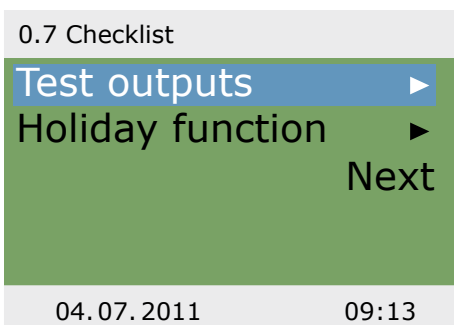 0.7 Checklist
Test outputs ▶
Holiday function ▶
Next
04.07.2011 09:13